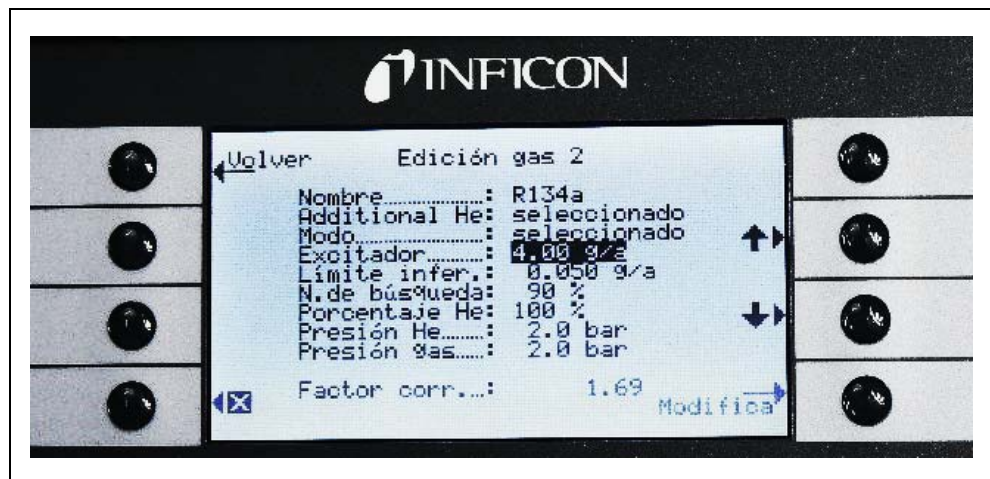 INFICON
Volver Edición gas 2
Nombre..................: R134a
Additional He: seleccionado
Modo.....................: seleccionado
Excitador...........: 4.00 g/a
Límite infer.: 0.050 g/a
N.de búsqueda: 90 %
Porcentaje He: 100 %
Presión He......: 2.0 bar
Presión gas.....: 2.0 bar
Factor corr....: 1.69
Modifica